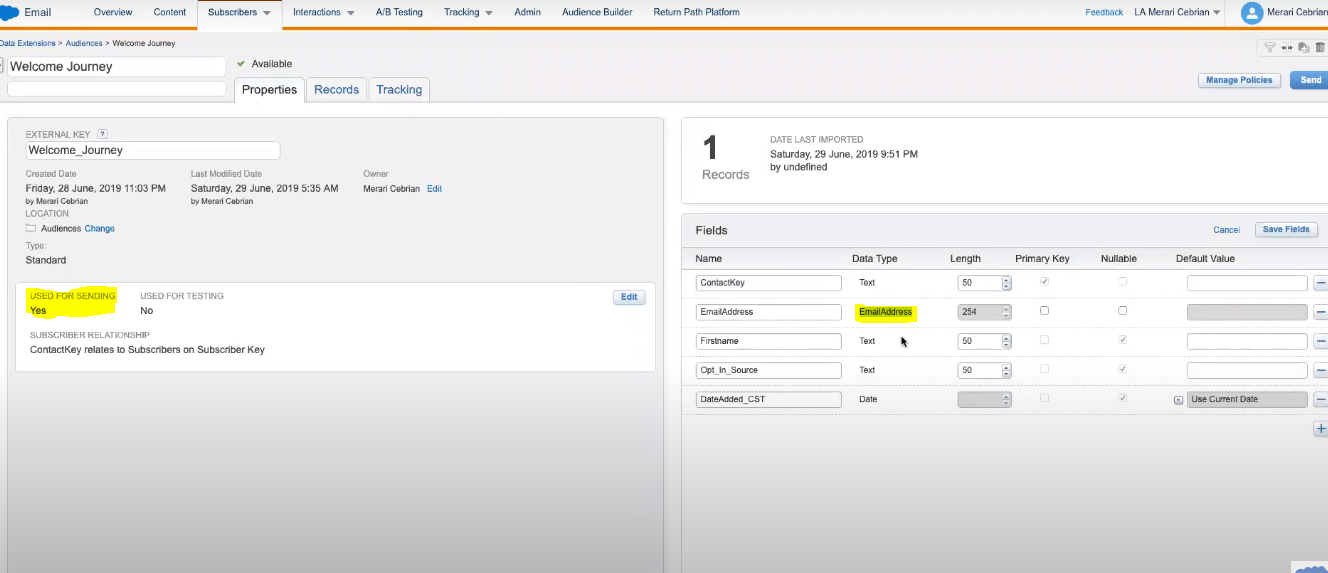 Email Overview Content Subscribers Interactions A/B Testing Tracking Admin Audience Builder Return Path Platform Feedback LA Merari Cebrian Merari Cebrian
Data Extensions > Audiences > Welcome Journey
Welcome Journey Available
Properties Records Tracking
Manage Policies Send
EXTERNAL KEY ?
Welcome_Journey
Created Date Last Modified Date Owner
Friday, 28 June, 2019 11:03 PM Saturday, 29 June, 2019 5:35 AM Merari Cebrian Edit
by Merari Cebrian by Merari Cebrian
LOCATION
Audiences Change
Type:
Standard
USED FOR SENDING USED FOR TESTING Edit
Yes No
SUBSCRIBER RELATIONSHIP
ContactKey relates to Subscribers on Subscriber Key
1 DATE LAST IMPORTED
Saturday, 29 June, 2019 9:51 PM
Records by undefined
Fields Cancel Save Fields
Name Data Type Length Primary Key Nullable Default Value
ContactKey Text 50
EmailAddress EmailAddress 254
Firstname Text 50
Opt_In_Source Text 50
DateAdded_CST Date Use Current Date